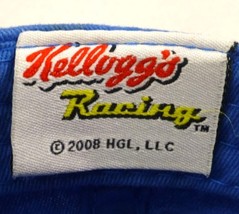 Kellogg's
Racing
TM
© 2008 HGL, LLC